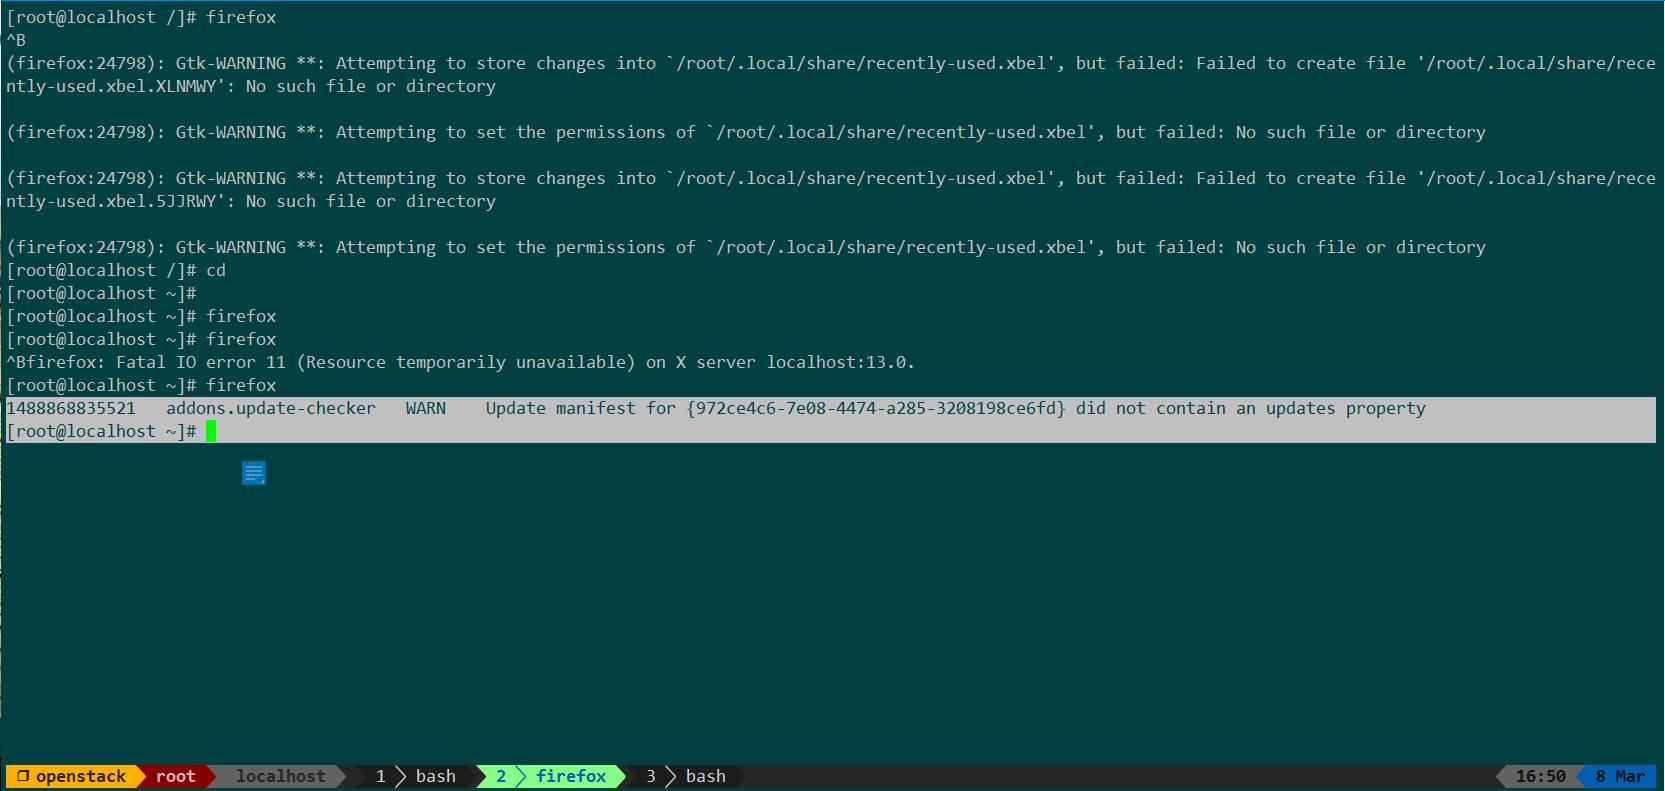 [root@localhost /]# firefox
^B
(firefox:24798): Gtk-WARNING **: Attempting to store changes into `/root/.local/share/recently-used.xbel', but failed: Failed to create file '/root/.local/share/rece
ntly-used.xbel.XLNMWY': No such file or directory
(firefox:24798): Gtk-WARNING **: Attempting to set the permissions of `/root/.local/share/recently-used.xbel', but failed: No such file or directory
(firefox:24798): Gtk-WARNING **: Attempting to store changes into `/root/.local/share/recently-used.xbel', but failed: Failed to create file '/root/.local/share/rece
ntly-used.xbel.5JJRWY': No such file or directory
(firefox:24798): Gtk-WARNING **: Attempting to set the permissions of `/root/.local/share/recently-used.xbel', but failed: No such file or directory
[root@localhost /]# cd
[root@localhost ~]#
[root@localhost ~]# firefox
[root@localhost ~]# firefox
^Bfirefox: Fatal IO error 11 (Resource temporarily unavailable) on X server localhost:13.0.
[root@localhost ~]# firefox
1488868835521   addons.update-checker   WARN    Update manifest for {972ce4c6-7e08-4474-a285-3208198ce6fd} did not contain an updates property
[root@localhost ~]#
openstack root localhost 1 bash 2 firefox 3 bash 16:50 8 Mar